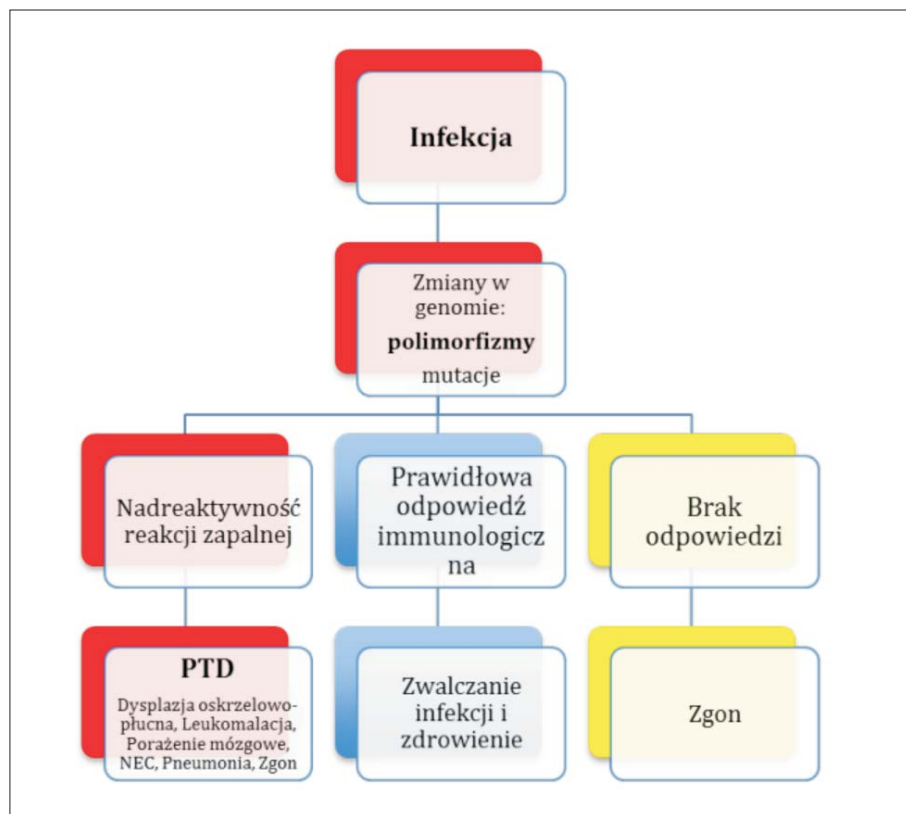 Infekcja
Zmiany w
genomie:
polimorfizmy
mutacje
Nadreaktywność
reakcji zapalnej
Prawidłowa
odpowiedź
immunologicz
na
Brak
odpowiedzi
PTD
Dysplazja oskrzelowo-
płucna, Leukomalacja,
Porażenie mózgowe,
NEC, Pneumonia, Zgon
Zwalczanie
infekcji i
zdrowienie
Zgon